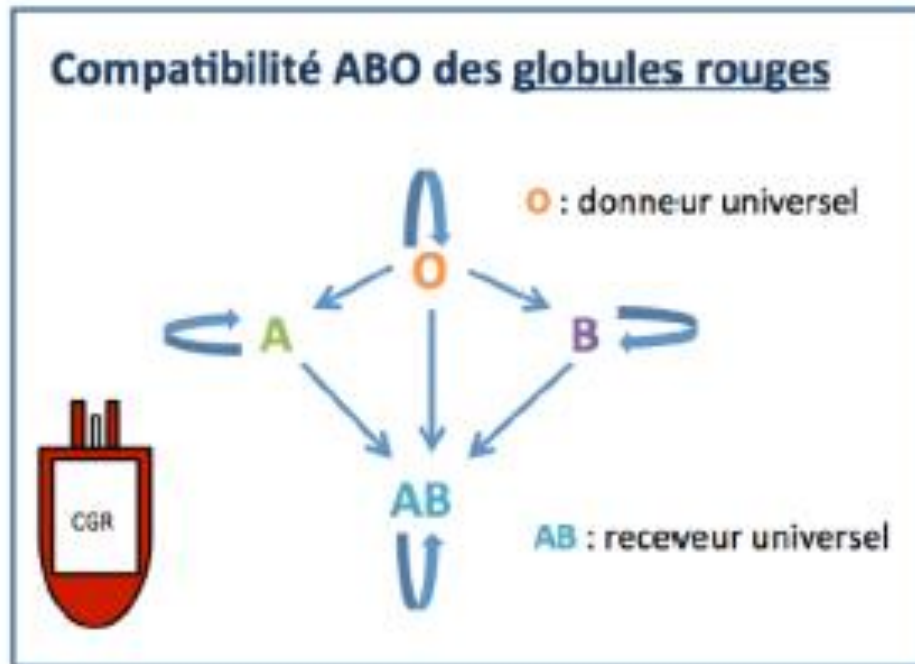 Compatibilité ABO des globules rouges
O : donneur universel
O
A
B
AB
CGR
AB : receveur universel